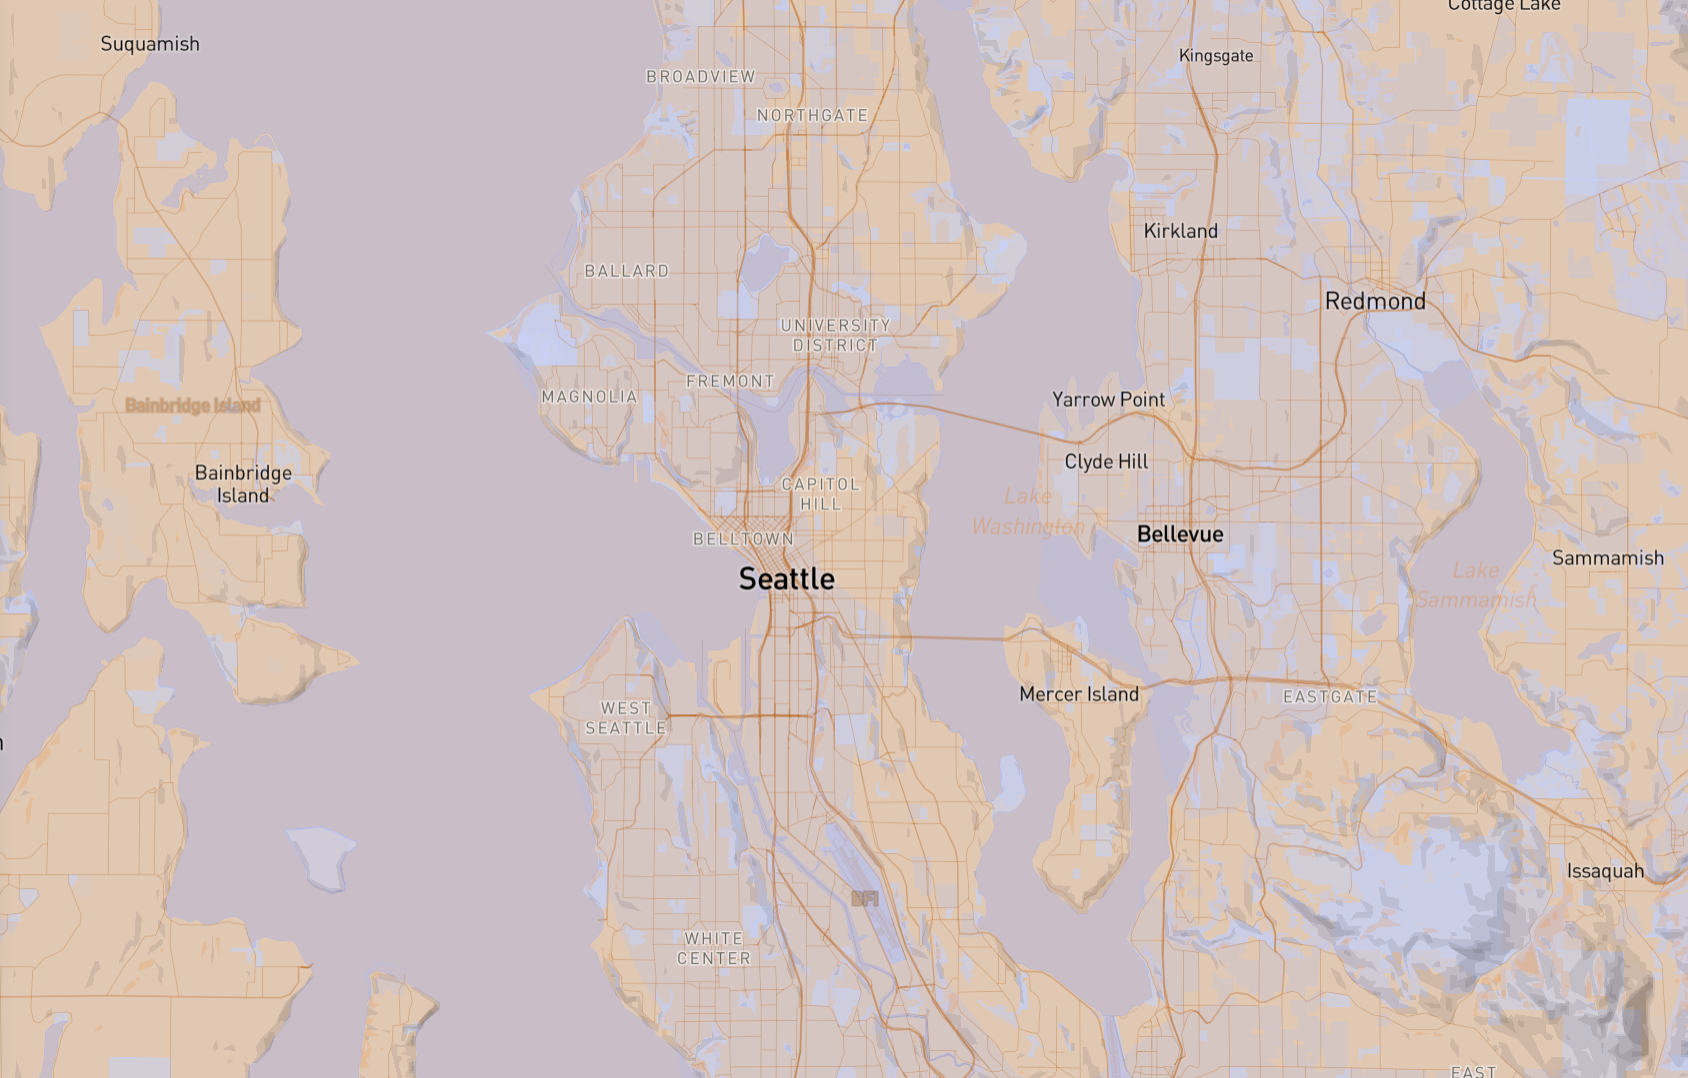 Cottage Lake
Suquamish
Kingsgate
BROADVIEW
NORTHGATE
Kirkland
BALLARD
Redmond
UNIVERSITY
DISTRICT
FREMONT
MAGNOLIA
Yarrow Point
Bainbridge Island
Clyde Hill
Bainbridge
Island
CAPITOL
HILL
Lake
Washington
BELLTOWN
Bellevue
Sammamish
Seattle
Lake
Sammamish
Mercer Island
EASTGATE
WEST
SEATTLE
Issaquah
BFI
WHITE
CENTER
EAST